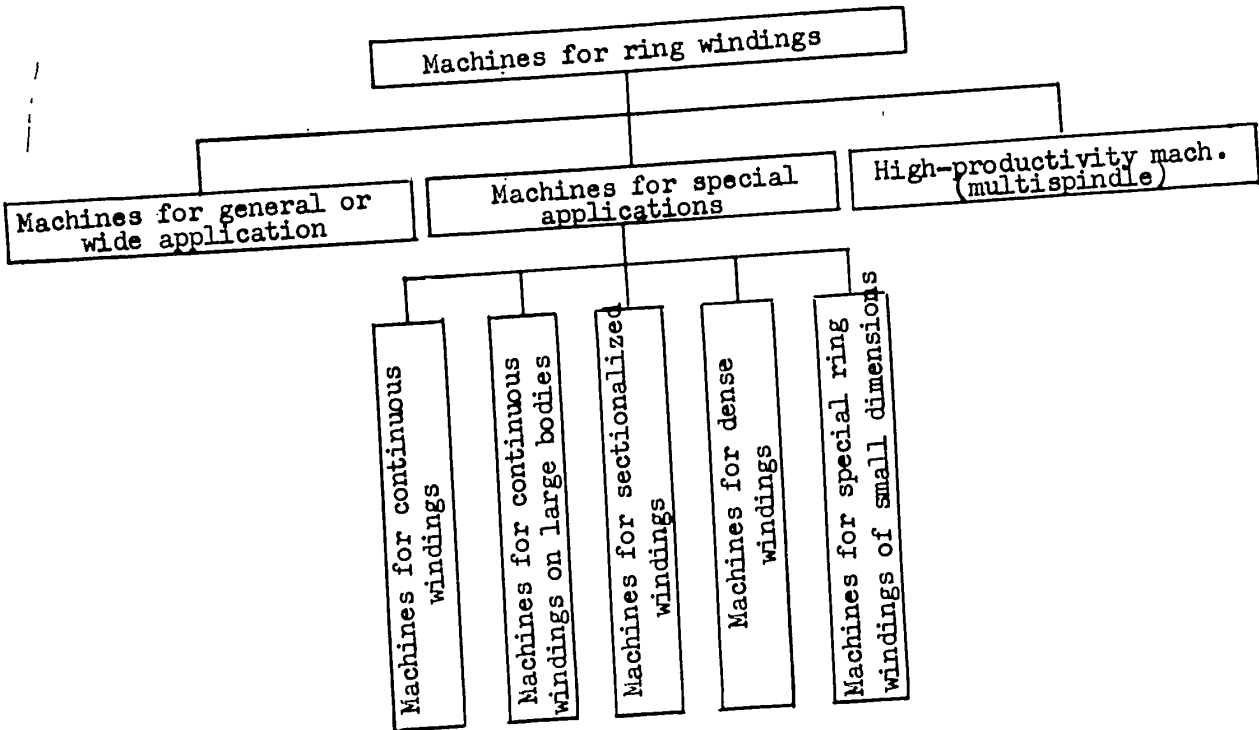 Machines for ring windings
Machines for general or
wide application
Machines for special
applications
High-productivity mach.
(multispindle)
Machines for continuous
windings
Machines for continuous
windings on large bodies
Machines for sectionalized
windings
Machines for dense
windings
Machines for special ring
windings of small dimensions